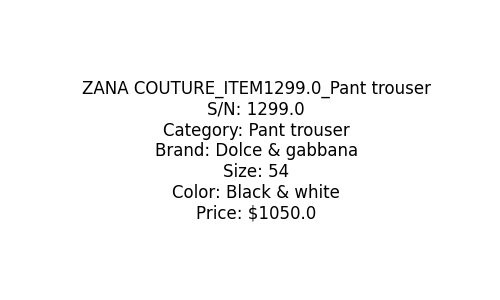 ZANA COUTURE_ITEM1299.0_Pant trouser
S/N: 1299.0
Category: Pant trouser
Brand: Dolce & gabbana
Size: 54
Color: Black & white
Price: $1050.0